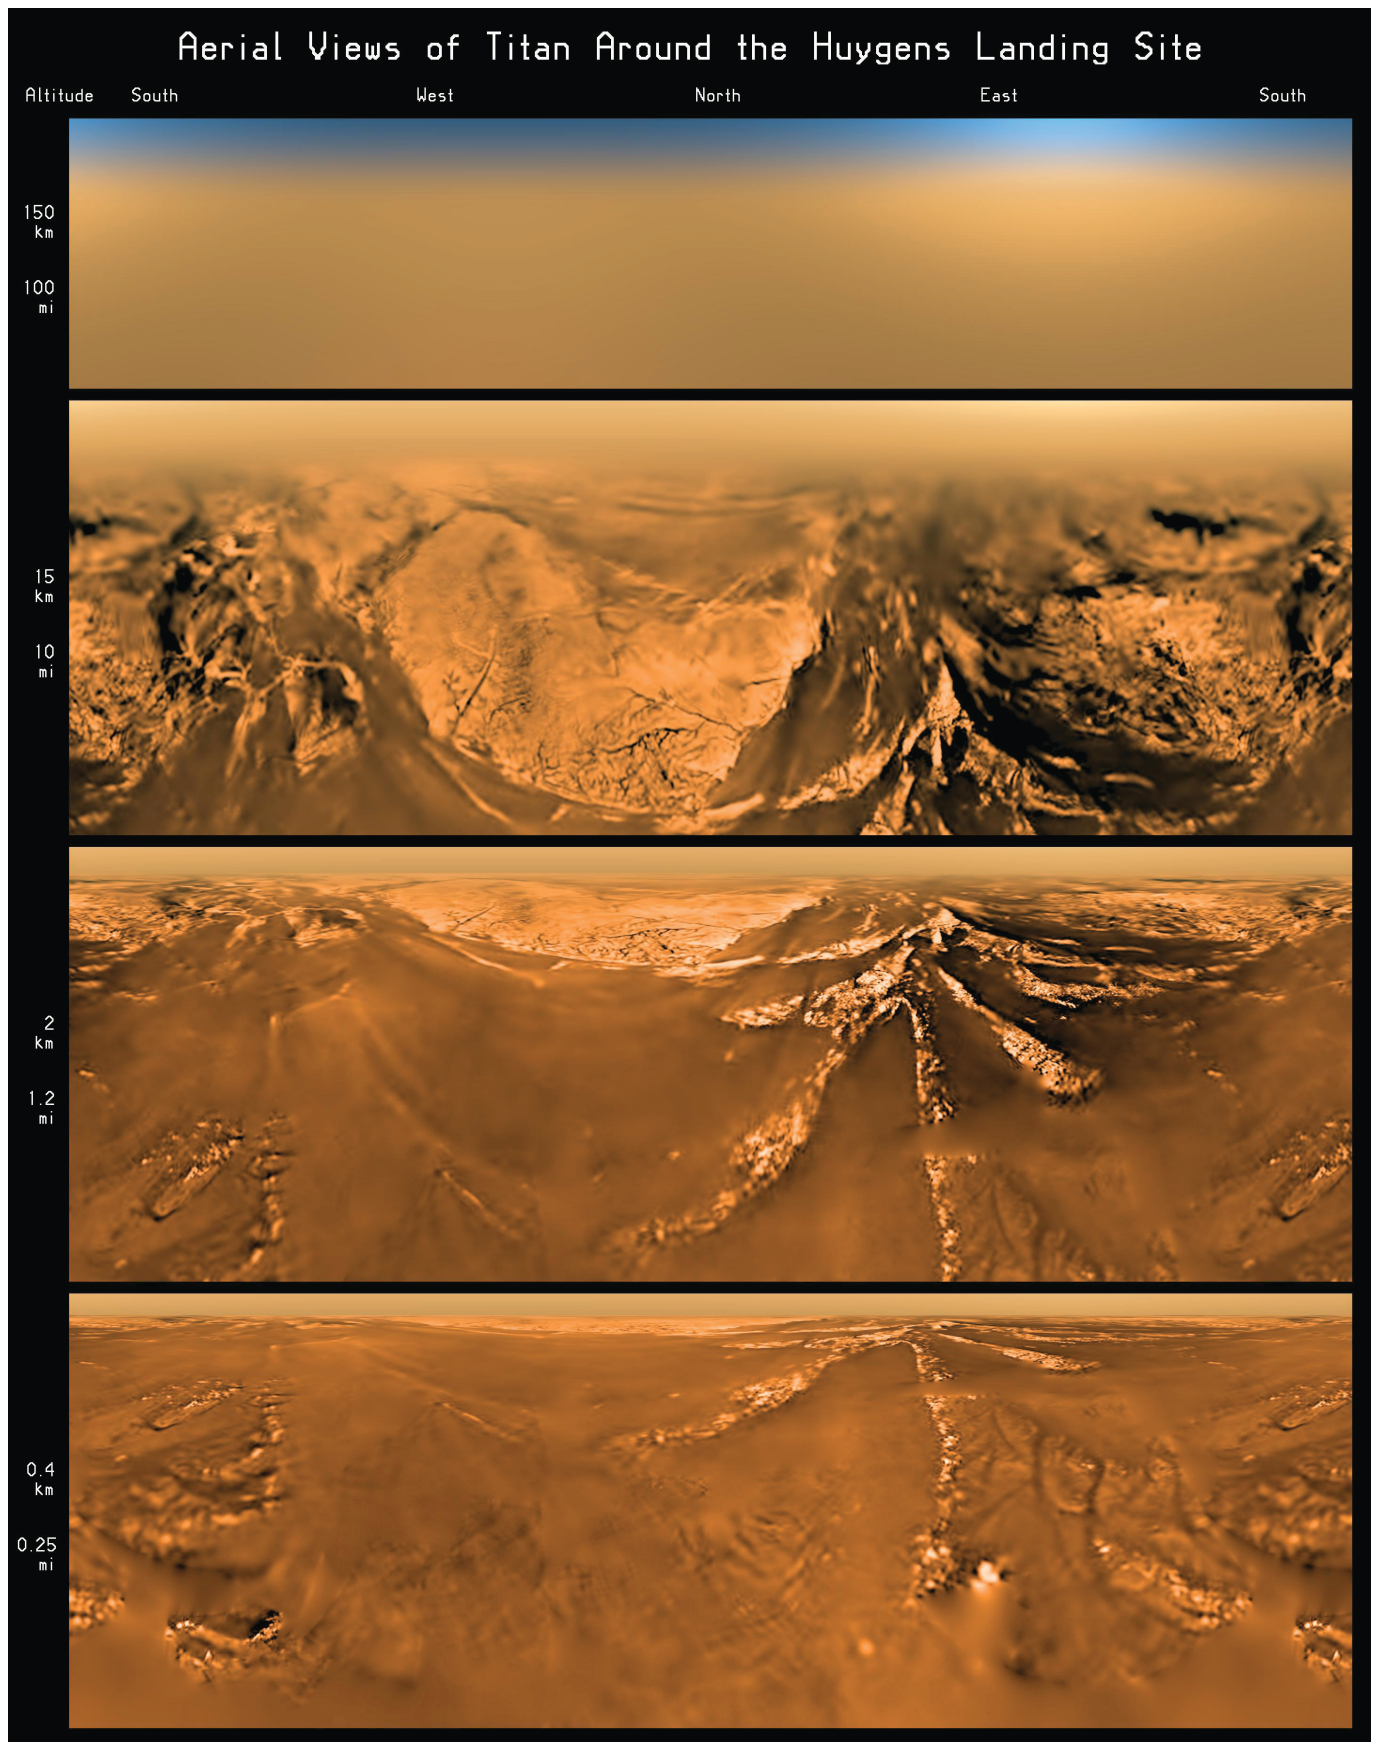 Aerial Views of Titan Around the Huygens Landing Site
Altitude South West North East South
150
km
100
mi
15
km
10
mi
2
km
1.2
mi
0.4
km
0.25
mi